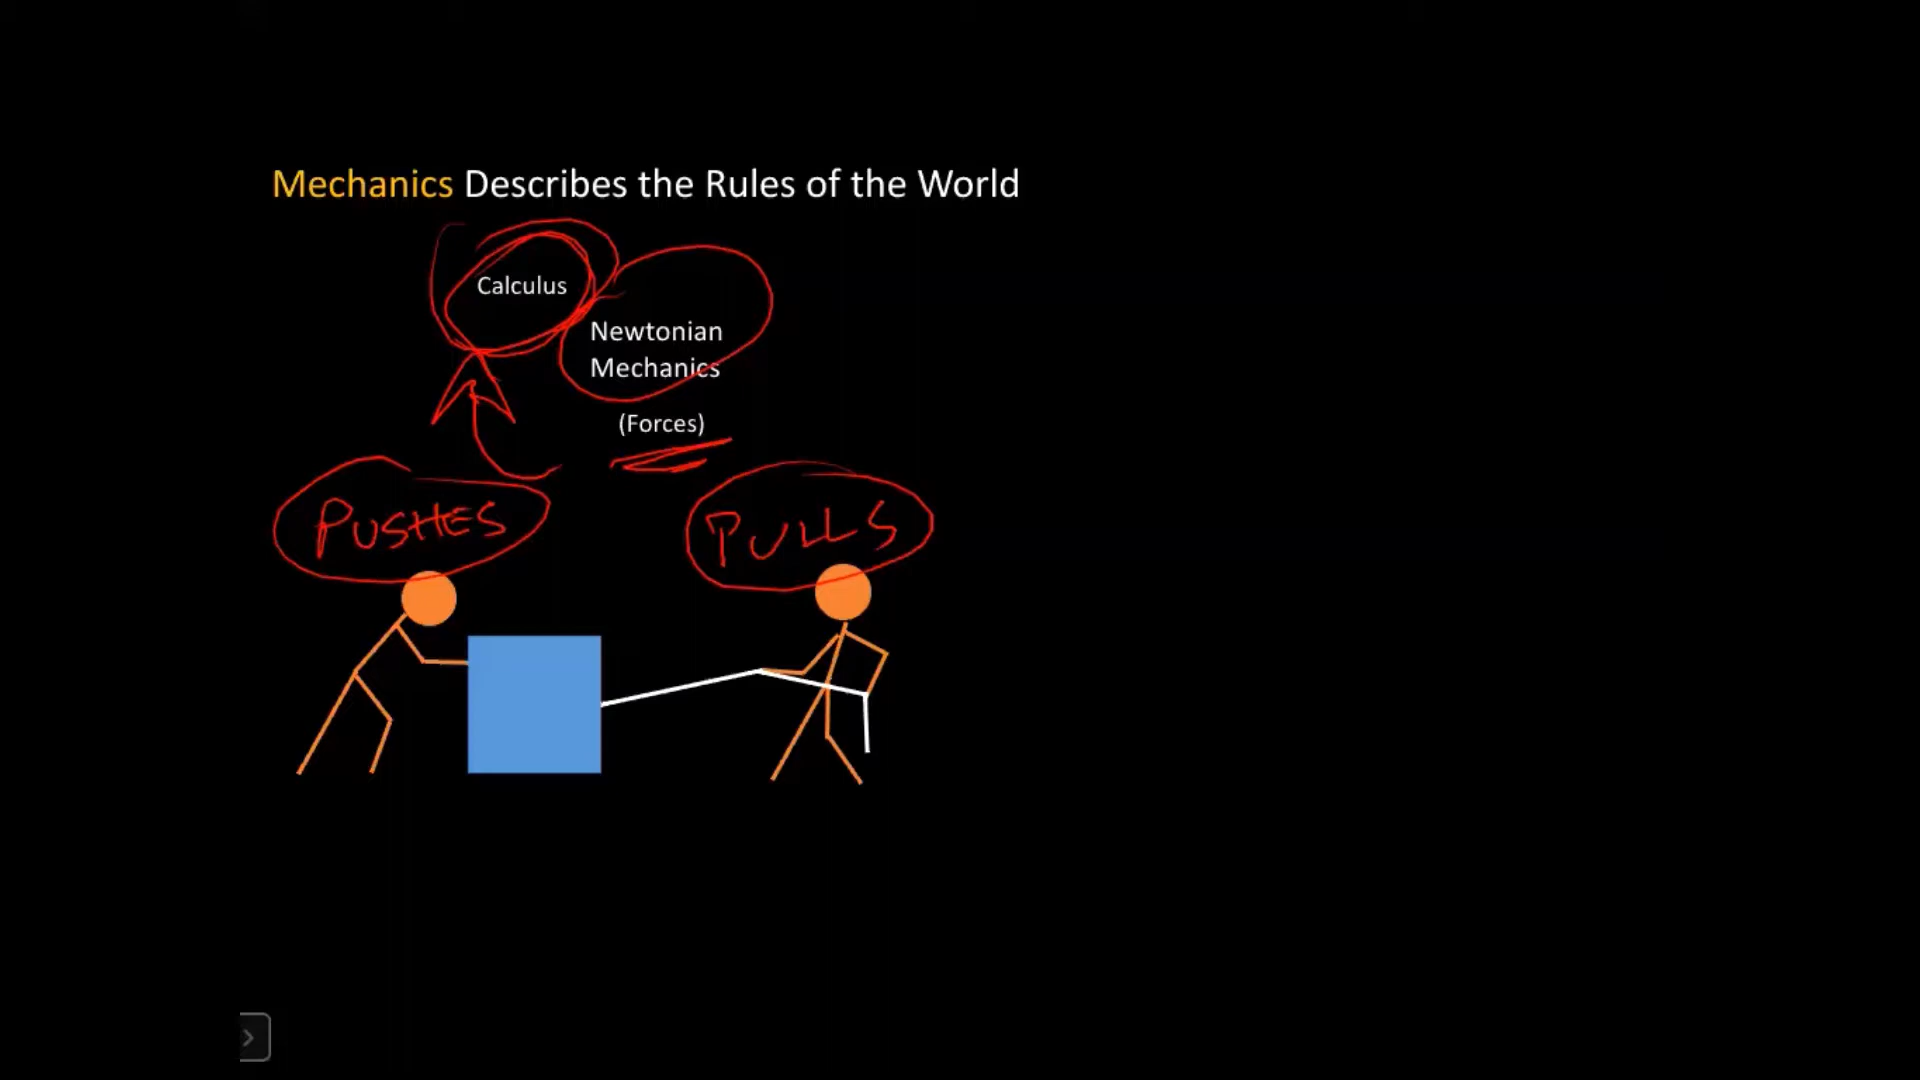 Mechanics Describes the Rules of the World
Calculus
Newtonian
Mechanics
(Forces)
PUSHES
PULLS